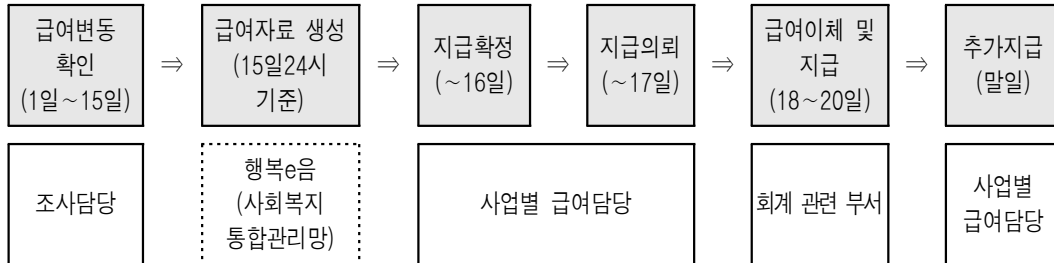 급여변동
확인
(1일~15일)
⇒
급여자료 생성
(15일24시
기준)
⇒
지급확정
(~16일)
⇒
지급의뢰
(~17일)
⇒
급여이체 및
지급
(18~20일)
⇒
추가지급
(말일)
조사담당
행복e음
(사회복지
통합관리망)
사업별 급여담당
회계 관련 부서
사업별
급여담당